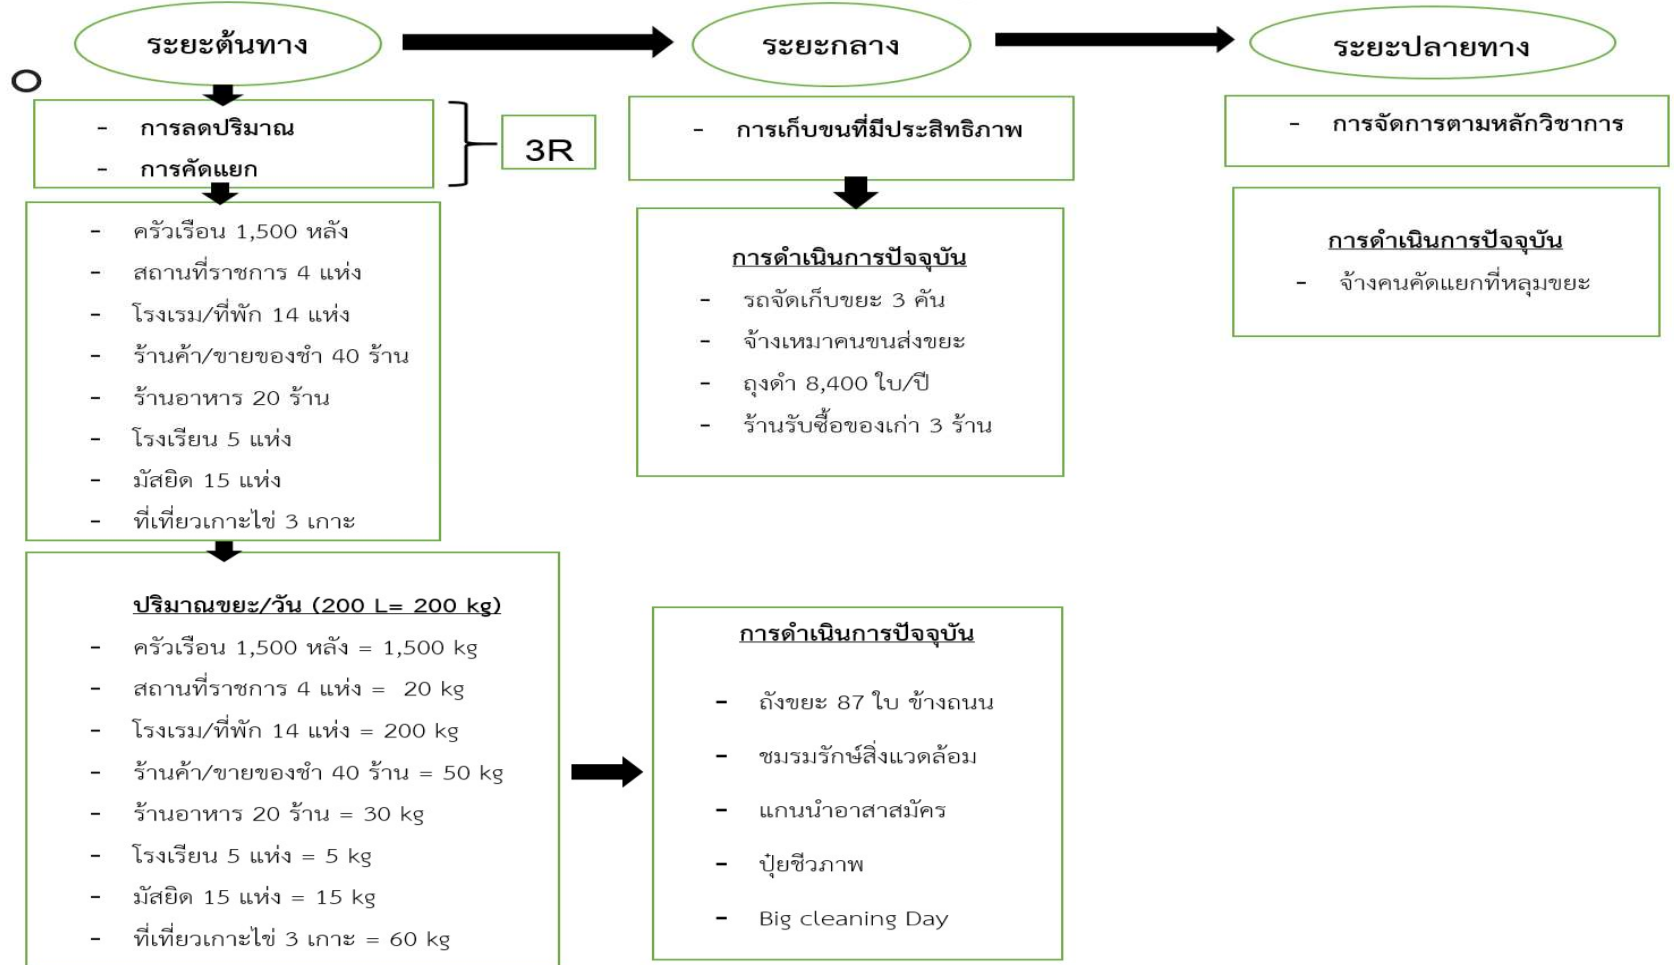 ระยะต้นทาง
ระยะกลาง
ระยะปลายทาง
- การลดปริมาณ
- การคัดแยก
3R
- การเก็บขนที่มีประสิทธิภาพ
- การจัดการตามหลักวิชาการ
- ครัวเรือน 1,500 หลัง
- สถานที่ราชการ 4 แห่ง
- โรงเรม/ที่พัก 14 แห่ง
- ร้านค้า/ขายของชำ 40 ร้าน
- ร้านอาหาร 20 ร้าน
- โรงเรียน 5 แห่ง
- มัสยิด 15 แห่ง
- ที่เที่ยวเกาะไข่ 3 เกาะ
การดำเนินการปัจจุบัน
- รถจัดเก็บขยะ 3 คัน
- จ้างเหมาคนขนส่งขยะ
- ถุงดำ 8,400 ใบ/ปี
- ร้านรับซื้อของเก่า 3 ร้าน
การดำเนินการปัจจุบัน
- จ้างคนคัดแยกที่หลุมขยะ
ปริมาณขยะ/วัน (200 L= 200 kg)
- ครัวเรือน 1,500 หลัง = 1,500 kg
- สถานที่ราชการ 4 แห่ง = 20 kg
- โรงเรม/ที่พัก 14 แห่ง = 200 kg
- ร้านค้า/ขายของชำ 40 ร้าน = 50 kg
- ร้านอาหาร 20 ร้าน = 30 kg
- โรงเรียน 5 แห่ง = 5 kg
- มัสยิด 15 แห่ง = 15 kg
- ที่เที่ยวเกาะไข่ 3 เกาะ = 60 kg
การดำเนินการปัจจุบัน
- ถังขยะ 87 ใบ ข้างถนน
- ชมรมรักษ์สิ่งแวดล้อม
- แกนนำอาสาสมัคร
- ปุ๋ยชีวภาพ
- Big cleaning Day